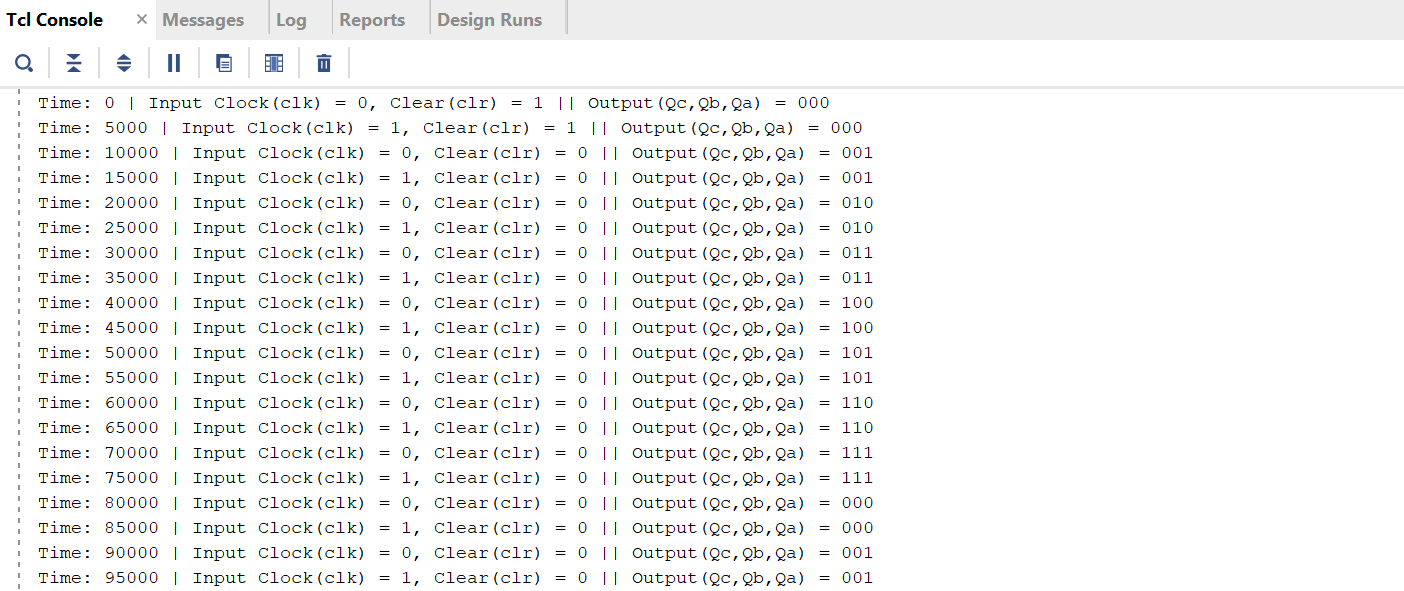 Tcl Console × Messages Log Reports Design Runs
Time: 0 | Input Clock(clk) = 0, Clear(clr) = 1 || Output(Qc,Qb,Qa) = 000
Time: 5000 | Input Clock(clk) = 1, Clear(clr) = 1 || Output(Qc,Qb,Qa) = 000
Time: 10000 | Input Clock(clk) = 0, Clear(clr) = 0 || Output(Qc,Qb,Qa) = 001
Time: 15000 | Input Clock(clk) = 1, Clear(clr) = 0 || Output(Qc,Qb,Qa) = 001
Time: 20000 | Input Clock(clk) = 0, Clear(clr) = 0 || Output(Qc,Qb,Qa) = 010
Time: 25000 | Input Clock(clk) = 1, Clear(clr) = 0 || Output(Qc,Qb,Qa) = 010
Time: 30000 | Input Clock(clk) = 0, Clear(clr) = 0 || Output(Qc,Qb,Qa) = 011
Time: 35000 | Input Clock(clk) = 1, Clear(clr) = 0 || Output(Qc,Qb,Qa) = 011
Time: 40000 | Input Clock(clk) = 0, Clear(clr) = 0 || Output(Qc,Qb,Qa) = 100
Time: 45000 | Input Clock(clk) = 1, Clear(clr) = 0 || Output(Qc,Qb,Qa) = 100
Time: 50000 | Input Clock(clk) = 0, Clear(clr) = 0 || Output(Qc,Qb,Qa) = 101
Time: 55000 | Input Clock(clk) = 1, Clear(clr) = 0 || Output(Qc,Qb,Qa) = 101
Time: 60000 | Input Clock(clk) = 0, Clear(clr) = 0 || Output(Qc,Qb,Qa) = 110
Time: 65000 | Input Clock(clk) = 1, Clear(clr) = 0 || Output(Qc,Qb,Qa) = 110
Time: 70000 | Input Clock(clk) = 0, Clear(clr) = 0 || Output(Qc,Qb,Qa) = 111
Time: 75000 | Input Clock(clk) = 1, Clear(clr) = 0 || Output(Qc,Qb,Qa) = 111
Time: 80000 | Input Clock(clk) = 0, Clear(clr) = 0 || Output(Qc,Qb,Qa) = 000
Time: 85000 | Input Clock(clk) = 1, Clear(clr) = 0 || Output(Qc,Qb,Qa) = 000
Time: 90000 | Input Clock(clk) = 0, Clear(clr) = 0 || Output(Qc,Qb,Qa) = 001
Time: 95000 | Input Clock(clk) = 1, Clear(clr) = 0 || Output(Qc,Qb,Qa) = 001